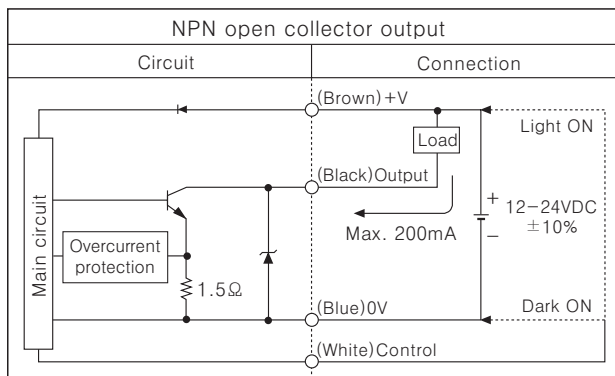 NPN open collector output
Circuit
Connection
(Brown)+V
Light ON
Load
(Black)Output
Main circuit
+
12−24VDC
±10%
−
Max. 200mA
Overcurrent
protection
1.5Ω
(Blue)0V
Dark ON
(White)Control